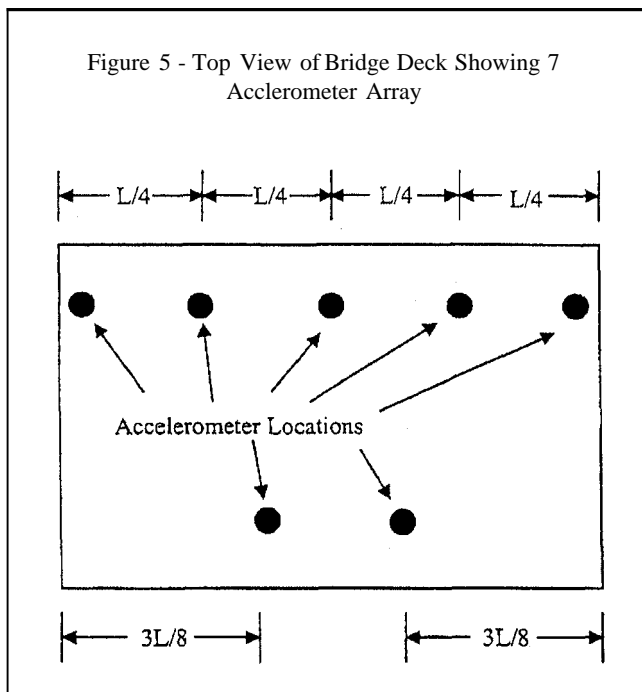 Figure 5 - Top View of Bridge Deck Showing 7
Acclerometer Array
L/4 L/4 L/4 L/4
Accelerometer Locations
3L/8 3L/8